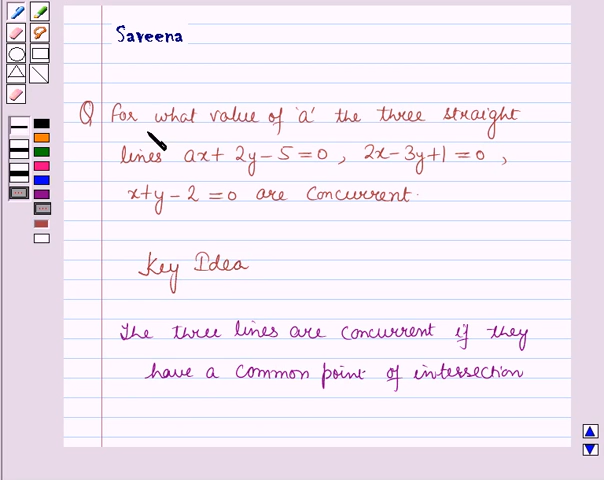 Saveena
Q For what value of 'a' the three straight
lines ax + 2y - 5 = 0 , 2x - 3y + 1 = 0 ,
x + y - 2 = 0 are concurrent.
Key Idea
The three lines are concurrent if they
have a common point of intersection